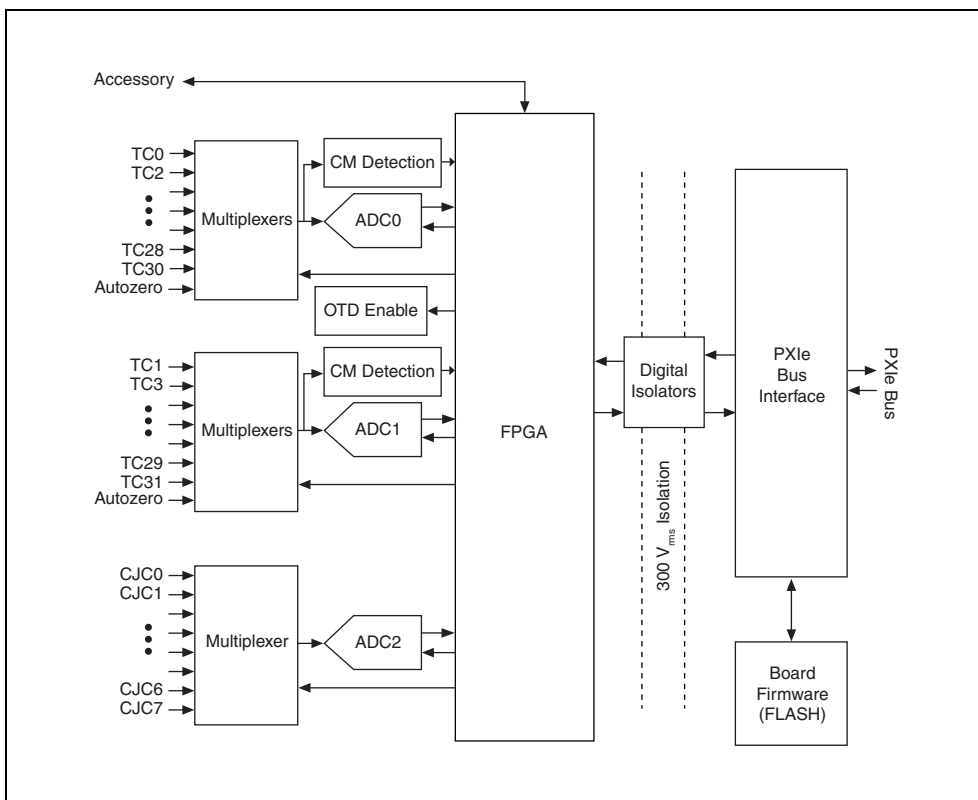 Accessory
TC0
TC2
TC28
TC30
Autozero
Multiplexers
CM Detection
ADC0
OTD Enable
TC1
TC3
TC29
TC31
Autozero
Multiplexers
CM Detection
ADC1
CJC0
CJC1
CJC6
CJC7
Multiplexer
ADC2
FPGA
Digital
Isolators
300 Vrms Isolation
PXIe
Bus
Interface
PXIe Bus
Board
Firmware
(FLASH)